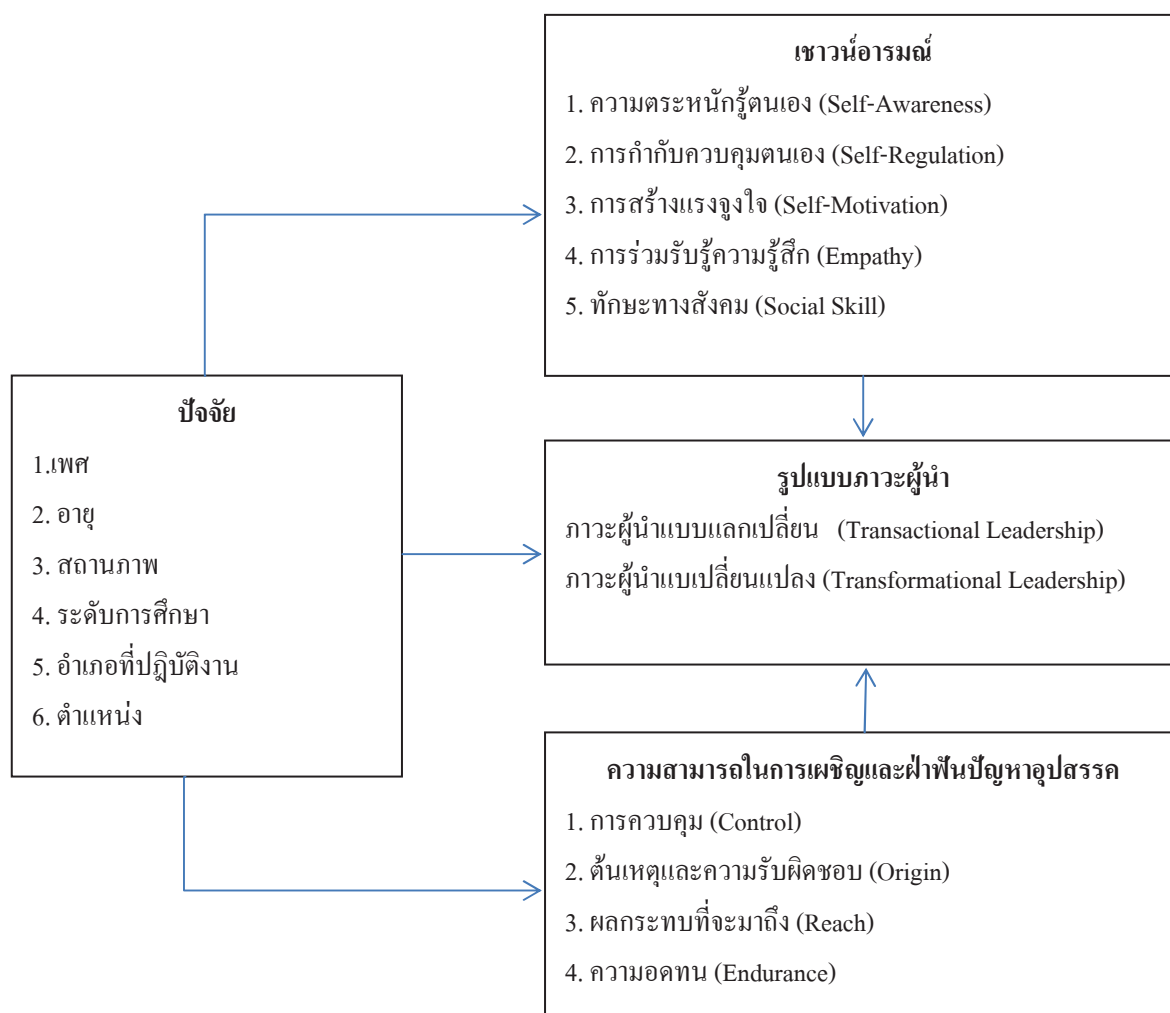 เชาวน์อารมณ์
1. ความตระหนักรู้ตนเอง (Self-Awareness)
2. การกำกับควบคุมตนเอง (Self-Regulation)
3. การสร้างแรงจูงใจ (Self-Motivation)
4. การร่วมรับรู้ความรู้สึก (Empathy)
5. ทักษะทางสังคม (Social Skill)
ปัจจัย
1.เพศ
2. อายุ
3. สถานภาพ
4. ระดับการศึกษา
5. อำเภอที่ปฏิบัติงาน
6. ตำแหน่ง
รูปแบบภาวะผู้นำ
ภาวะผู้นำแบบแลกเปลี่ยน (Transactional Leadership)
ภาวะผู้นำแบเปลี่ยนแปลง (Transformational Leadership)
ความสามารถในการเผชิญและฝ่าฟันปัญหาอุปสรรค
1. การควบคุม (Control)
2. ต้นเหตุและความรับผิดชอบ (Origin)
3. ผลกระทบที่จะมาถึง (Reach)
4. ความอดทน (Endurance)